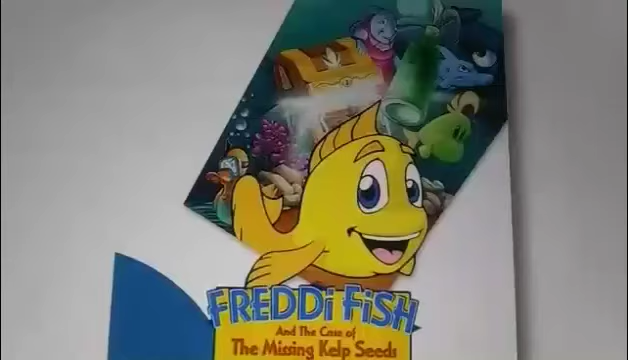 FREDDi FiSH
And The Case of
The Missing Kelp Seeds